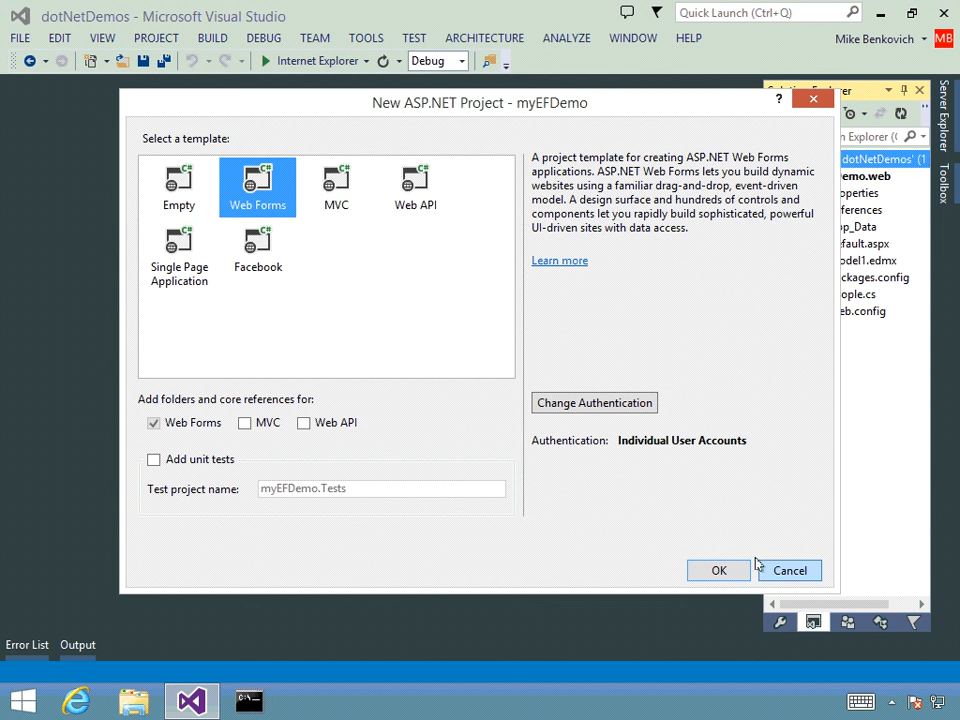 dotNetDemos - Microsoft Visual Studio
Quick Launch (Ctrl+Q)
FILE EDIT VIEW PROJECT BUILD DEBUG TEAM TOOLS TEST ARCHITECTURE ANALYZE WINDOW HELP
Mike Benkovich MB
Internet Explorer Debug
New ASP.NET Project - myEFDemo
?
Select a template:
C# Empty
C# Web Forms
C# MVC
C# Web API
C# Single Page
Application
C# Facebook
A project template for creating ASP.NET Web Forms
applications. ASP.NET Web Forms lets you build dynamic
websites using a familiar drag-and-drop, event-driven
model. A design surface and hundreds of controls and
components let you rapidly build sophisticated, powerful
UI-driven sites with data access.
Learn more
Change Authentication
Authentication: Individual User Accounts
Add folders and core references for:
Web Forms MVC Web API
Add unit tests
Test project name: myEFDemo.Tests
OK Cancel
Explorer (
dotNetDemos' (1
emo.web
operties
ferences
pp_Data
fault.aspx
odel1.edmx
ckages.config
ople.cs
eb.config
Server Explorer
Toolbox
Error List Output